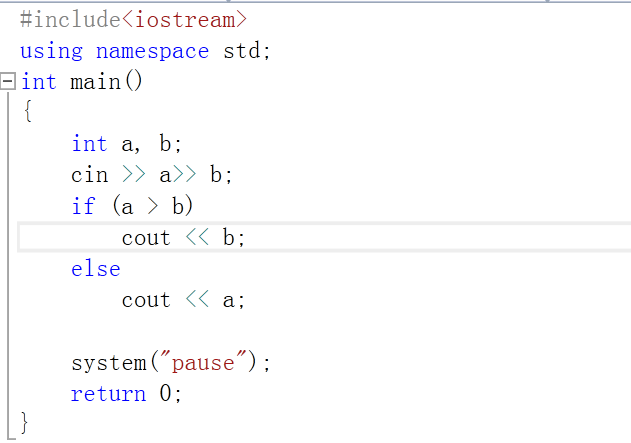 #include<iostream>
using namespace std;
int main()
{
int a, b;
cin >> a>> b;
if (a > b)
cout << b;
else
cout << a;
system("pause");
return 0;
}